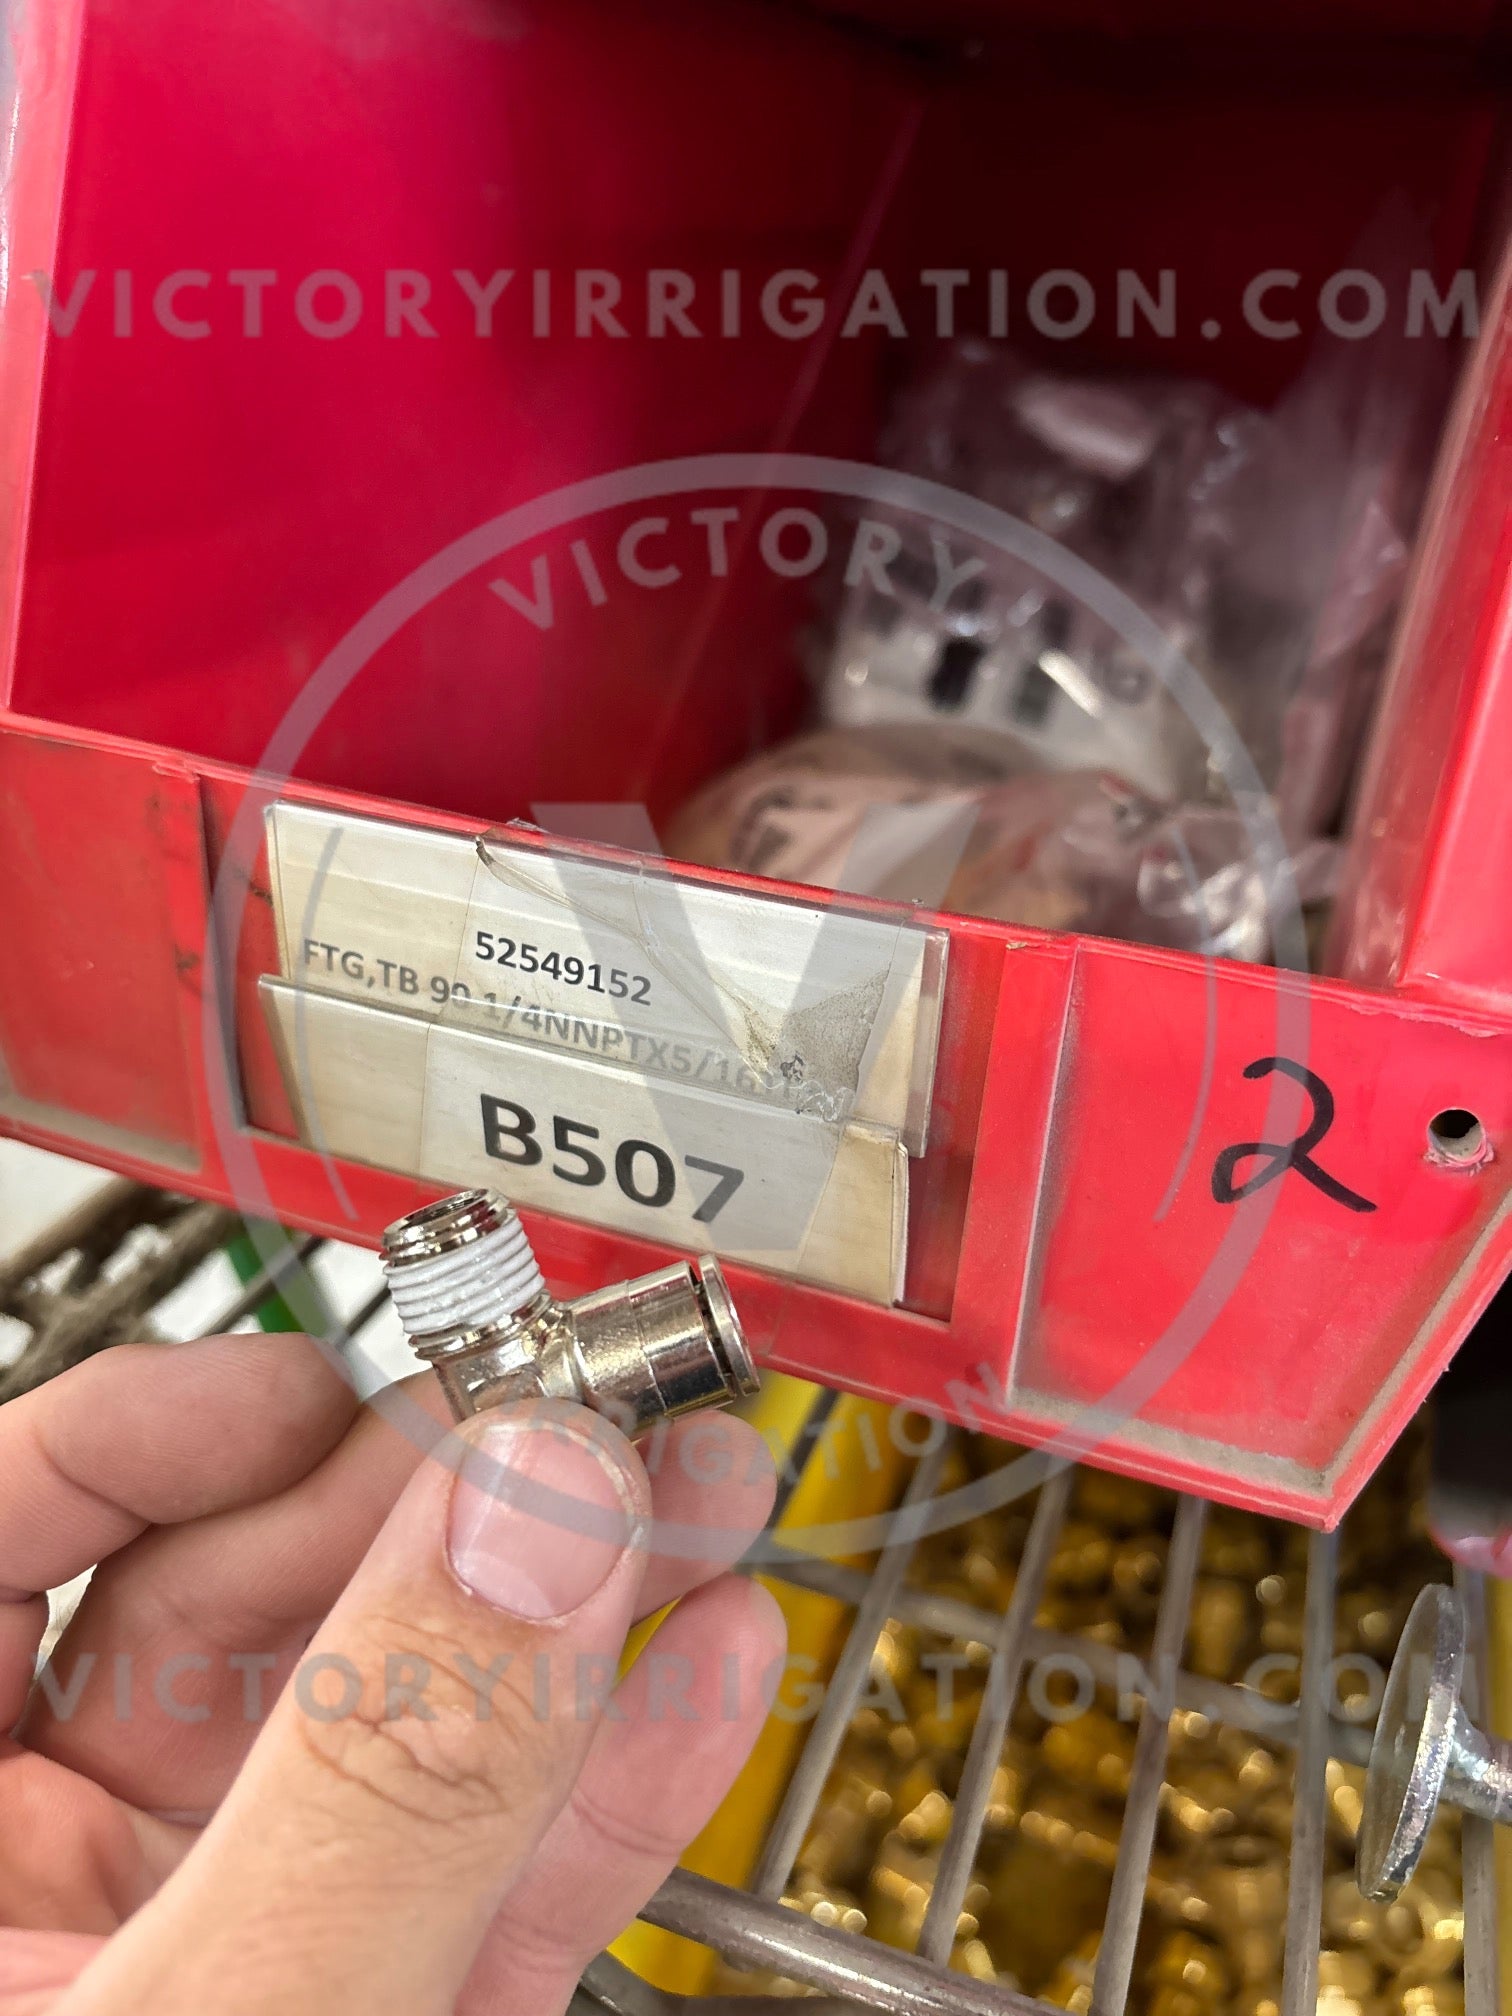 VICTORYIRRIGATION.COM
VICTORY
52549152
FTG,TB 90 1/4NNPTX5/16
B507
2
IRRIGATION
VICTORYIRRIGATION.COM